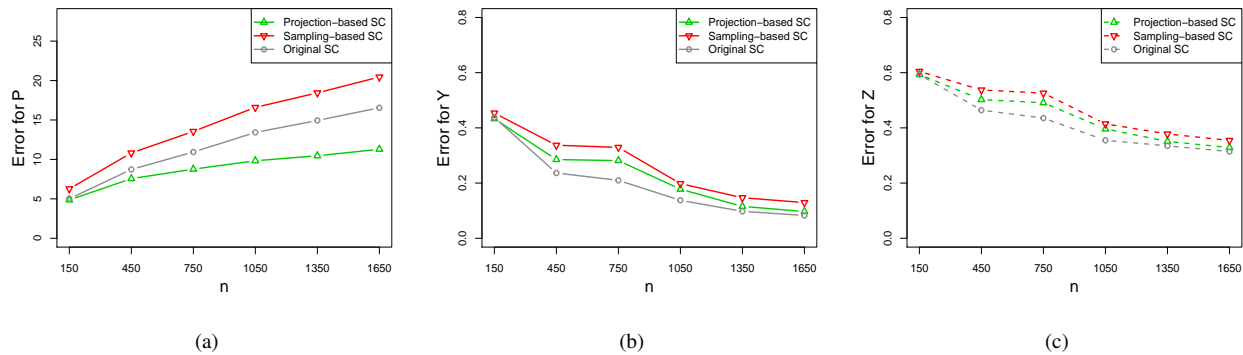 Projection−based SC
Sampling−based SC
Original SC
Error for P
0
5
10
15
20
25
150
450
750
1050
1350
1650
n
(a)
Projection−based SC
Sampling−based SC
Original SC
Error for Y
0.0
0.2
0.4
0.6
0.8
150
450
750
1050
1350
1650
n
(b)
Projection−based SC
Sampling−based SC
Original SC
Error for Z
0.0
0.2
0.4
0.6
0.8
150
450
750
1050
1350
1650
n
(c)